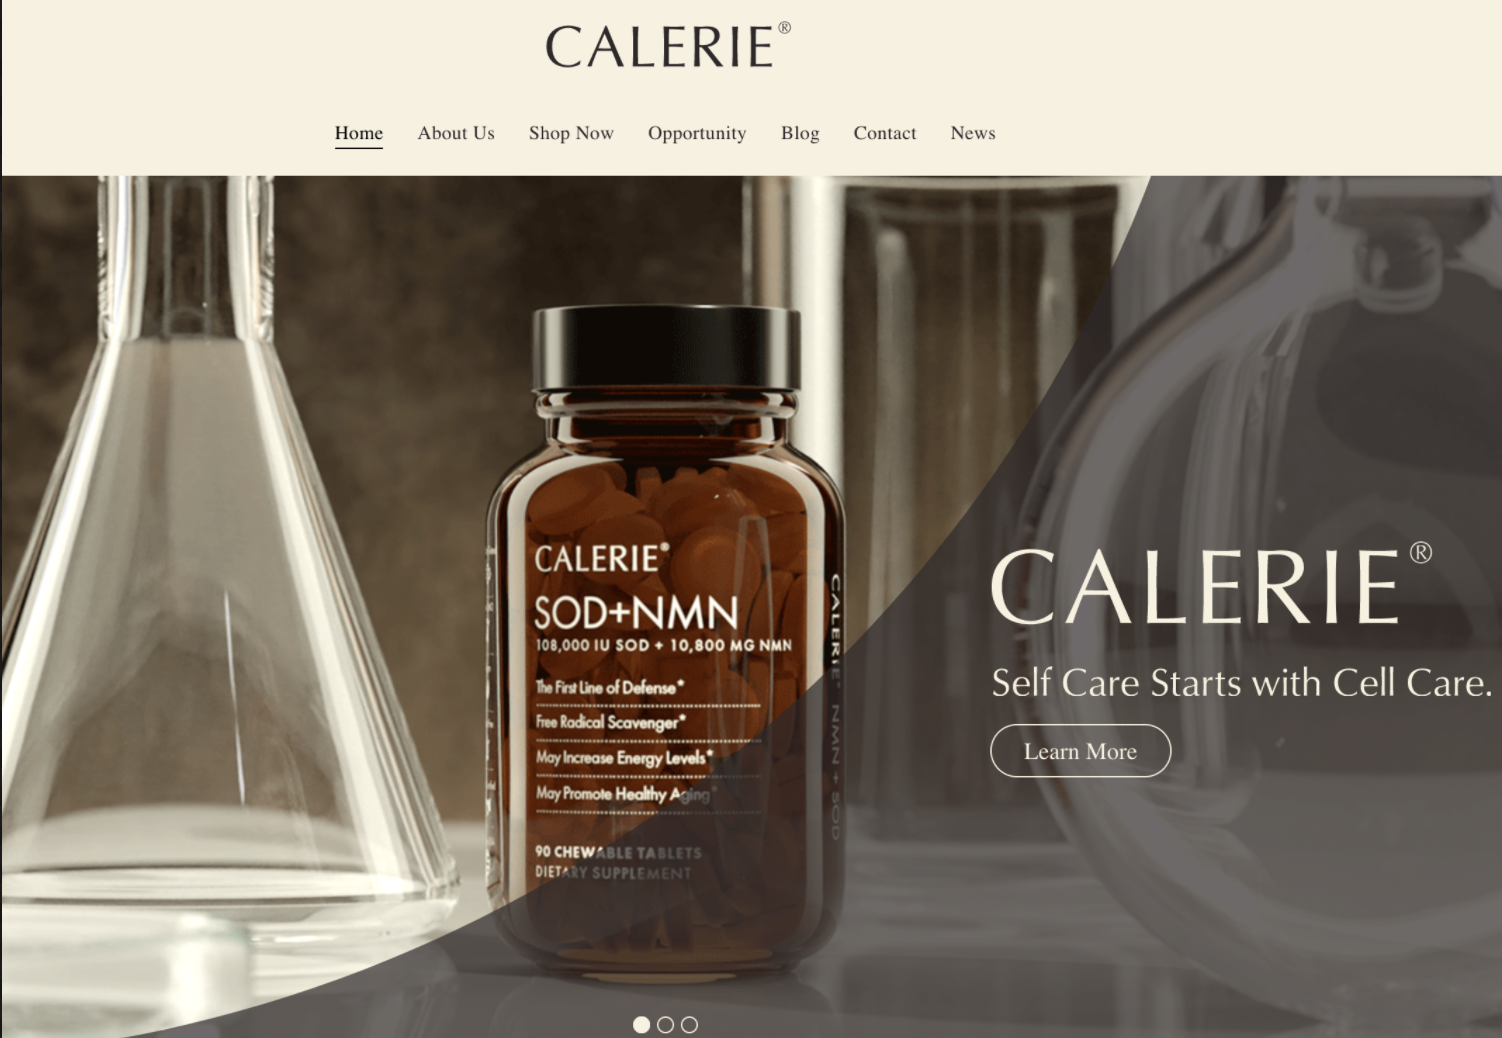 CALERIE®
Home About Us Shop Now Opportunity Blog Contact News
CALERIE®
SOD+NMN
108,000 IU SOD + 10,800 MG NMN
The First Line of Defense*
Free Radical Scavenger*
May Increase Energy Levels*
May Promote Healthy Aging*
90 CHEWABLE TABLETS
DIETARY SUPPLEMENT
CALERIE® NMN + SOD
CALERIE®
Self Care Starts with Cell Care.
Learn More